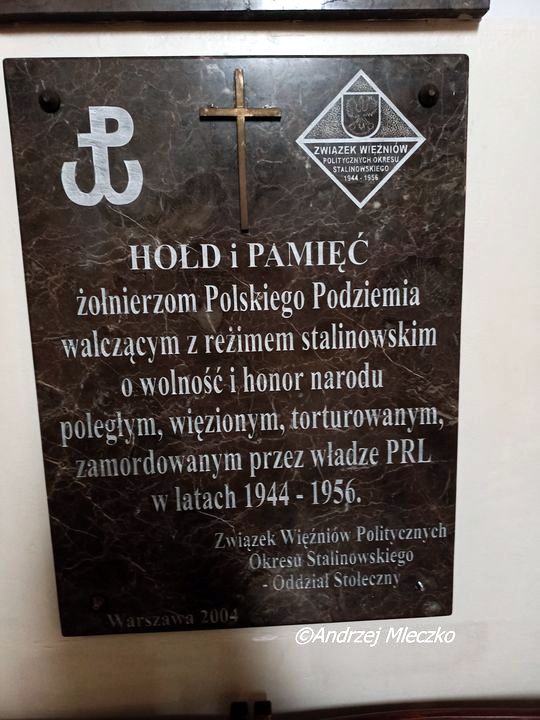 ZWIĄZEK WIĘŹNIÓW
POLITYCZNYCH OKRESU
STALINOWSKIEGO
1944 - 1956
HOŁD i PAMIĘĆ
żołnierzom Polskiego Podziemia
walczącym z reżimem stalinowskim
o wolność i honor narodu
poległym, więzionym, torturowanym,
zamordowanym przez władze PRL
w latach 1944 - 1956.
Związek Więźniów Politycznych
Okresu Stalinowskiego
- Oddział Stołeczny
Warszawa 2004
©Andrzej Mleczko